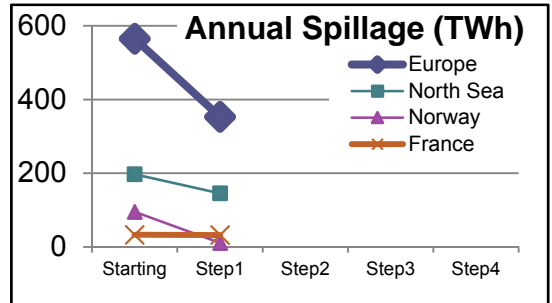 Annual Spillage (TWh)
600
400
200
0
Europe
North Sea
Norway
France
Starting Step1 Step2 Step3 Step4